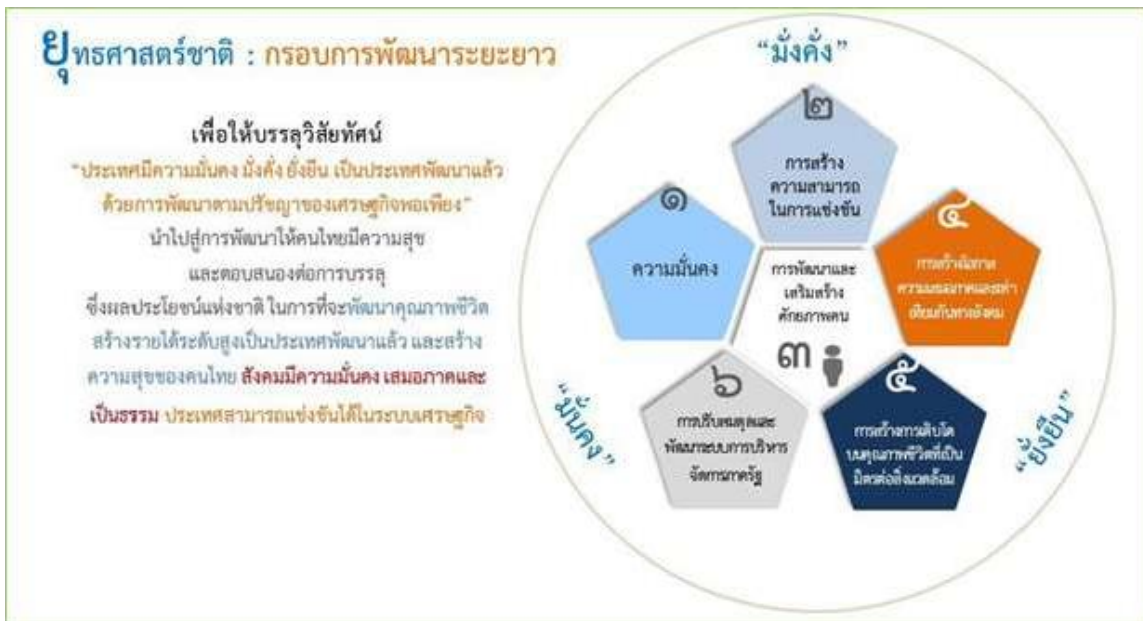 ยุทธศาสตร์ชาติ : กรอบการพัฒนาระยะยาว
เพื่อให้บรรลุวิสัยทัศน์
"ประเทศมีความมั่นคง มั่งคั่ง ยั่งยืน เป็นประเทศพัฒนาแล้ว
ด้วยการพัฒนาตามปรัชญาของเศรษฐกิจพอเพียง"
นำไปสู่การพัฒนาให้คนไทยมีความสุข
และตอบสนองต่อการบรรลุ
ซึ่งผลประโยชน์แห่งชาติ ในการที่จะพัฒนาคุณภาพชีวิต
สร้างรายได้ระดับสูงเป็นประเทศพัฒนาแล้ว และสร้าง
ความสุขของคนไทย สังคมมีความมั่นคง เสมอภาคและ
เป็นธรรม ประเทศสามารถแข่งขันได้ในระบบเศรษฐกิจ
"มั่งคั่ง"
๑
ความมั่นคง
๒
การสร้าง
ความสามารถ
ในการแข่งขัน
การพัฒนาและ
เสริมสร้าง
ศักยภาพคน
๓
๔
การสร้างโอกาส
ความเสมอภาคและเท่า
เทียมกันทางสังคม
๕
การสร้างการเติบโต
บนคุณภาพชีวิตที่เป็น
มิตรต่อสิ่งแวดล้อม
๖
การปรับสมดุลและ
พัฒนาระบบการบริหาร
จัดการภาครัฐ
"มั่นคง"
"ยั่งยืน"